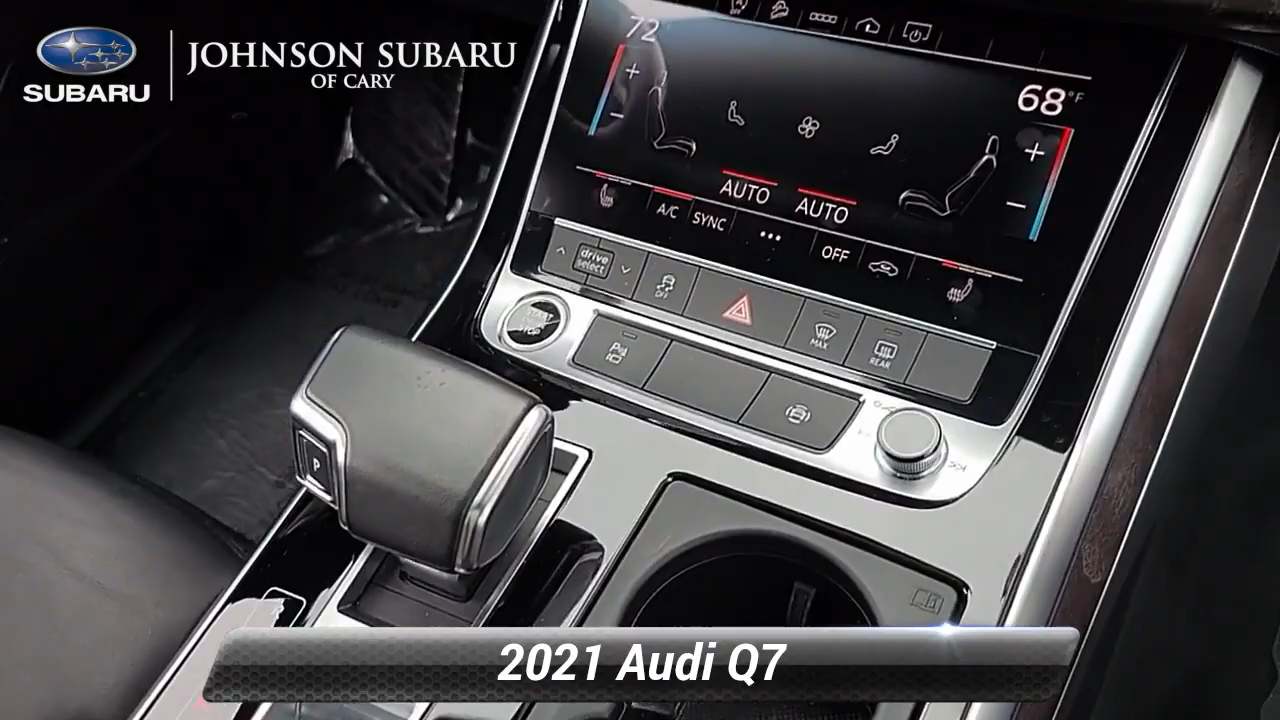 SUBARU
JOHNSON SUBARU
OF CARY
72
68°F
AUTO
AUTO
A/C
SYNC
•••
OFF
drive
select
OFF
START
STOP
MAX
REAR
P
2021 Audi Q7